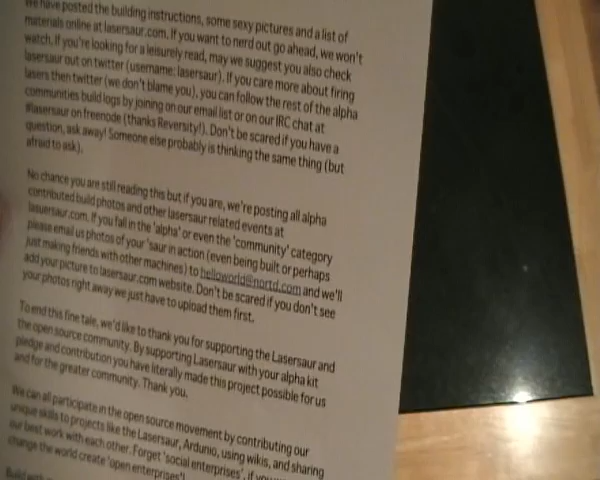 We have posted the building instructions, some sexy pictures and a list of
materials online at lasersaur.com. If you want to nerd out go ahead, we won't
watch. If you're looking for a leisurely read, may we suggest you also check
lasersaur out on twitter (username: lasersaur). If you care more about firing
lasers then twitter (we don't blame you), you can follow the rest of the alpha
communities build logs by joining on our email list or on our IRC chat at
#lasersaur on freenode (thanks Reversity!). Don't be scared if you have a
question, ask away! Someone else probably is thinking the same thing (but
afraid to ask).
No chance you are still reading this but if you are, we're posting all alpha
contributed build photos and other lasersaur related events at
lasuersaur.com. If you fall in the 'alpha' or even the 'community' category
please email us photos of your 'saur in action (even being built or perhaps
just making friends with other machines) to helloworld@nortd.com and we'll
add your picture to lasersaur.com website. Don't be scared if you don't see
your photos right away we just have to upload them first.
To end this fine tale, we'd like to thank you for supporting the Lasersaur and
the open source community. By supporting Lasersaur with your alpha kit
pledge and contribution you have literally made this project possible for us
and for the greater community. Thank you.
We can all participate in the open source movement by contributing our
unique skills to projects like the Lasersaur, Ardunio, using wikis, and sharing
our best work with each other. Forget 'social enterprises', if you
change the world create 'open enterprises'!
Build